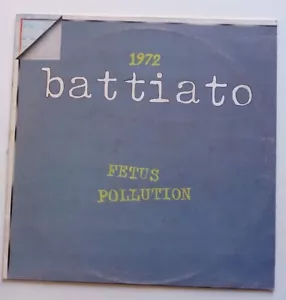 1972
battiato
FETUS
POLLUTION